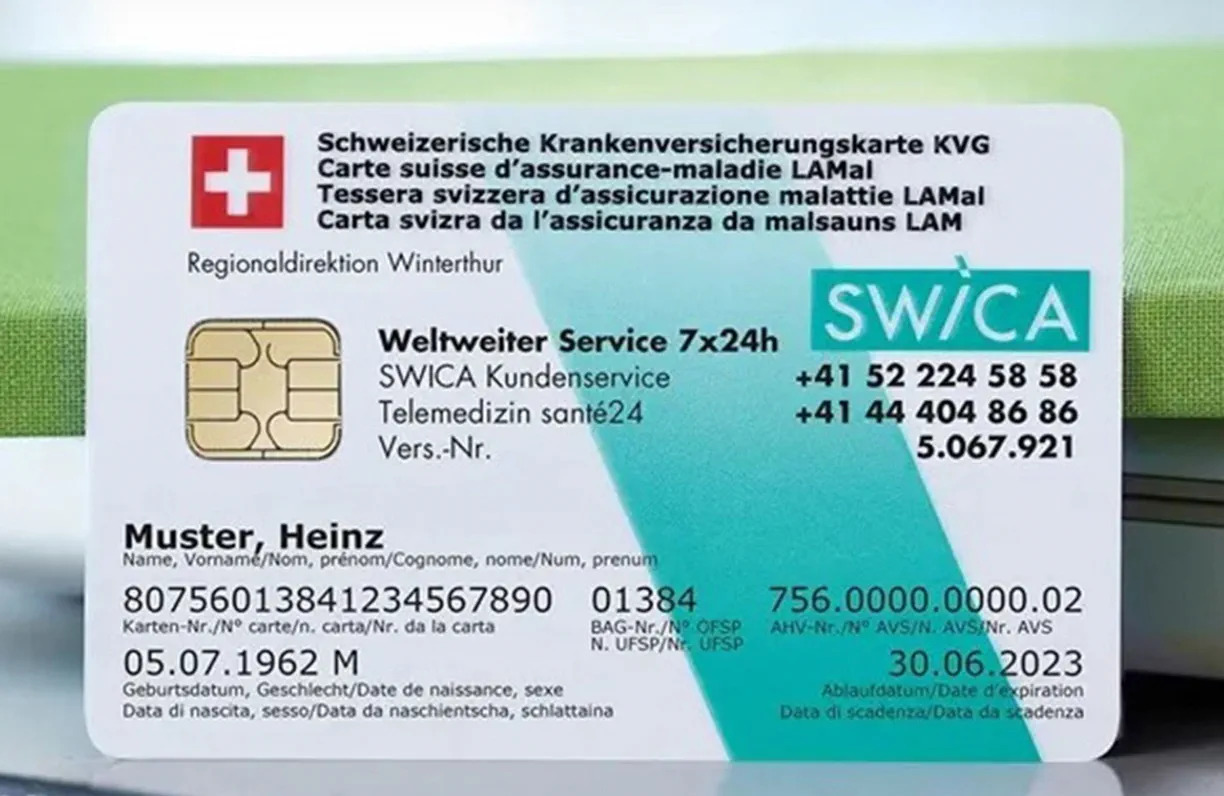 Schweizerische Krankenversicherungskarte KVG
Carte suisse d'assurance-maladie LAMal
Tessera svizzera d'assicurazione malattie LAMal
Carta svizra da l'assicuranza da malsauns LAM
Regionaldirektion Winterthur
SWICA
Weltweiter Service 7x24h
SWICA Kundenservice +41 52 224 58 58
Telemedizin santé24 +41 44 404 86 86
Vers.-Nr. 5.067.921
Muster, Heinz
Name, Vorname/Nom, prénom/Cognome, nome/Num, prenum
80756013841234567890 01384 756.0000.0000.02
Karten-Nr./N° carte/n. carta/Nr. da la carta BAG-Nr./N° OFSP AHV-Nr./N° AVS/N. AVS/Nr. AVS
N. UFSP/Nr. UFSP
05.07.1962 M 30.06.2023
Geburtsdatum, Geschlecht/Date de naissance, sexe Ablaufdatum/Date d'expiration
Data di nascita, sesso/Data da naschientscha, schlattaina Data di scadenza/Data da scadenza